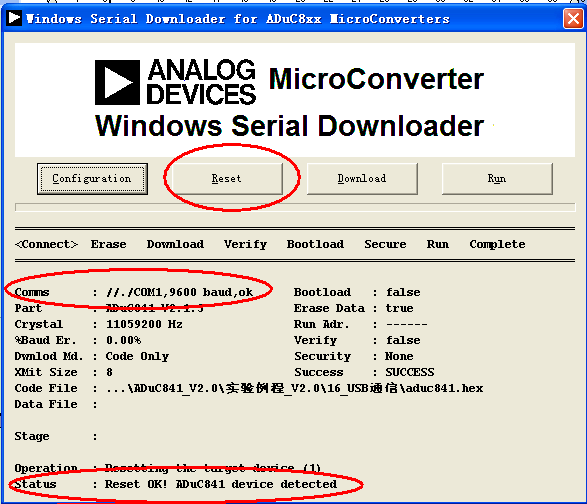 Windows Serial Downloader for ADuC8xx MicroConverters
ANALOG DEVICES MicroConverter
Windows Serial Downloader
Configuration Reset Download Run
<Connect> Erase Download Verify Bootload Secure Run Complete
Comms : //./COM1,9600 baud,ok Bootload : false
Part : ADuC841 V2.1.3 Erase Data : true
Crystal : 11059200 Hz Run Adr. : ------
%Baud Er. : 0.00% Verify : false
Dwnlod Md. : Code Only Security : None
XMit Size : 8 Success : SUCCESS
Code File : ...\ADuC841_V2.0\实验例程_V2.0\16_USB通信\aduc841.hex
Data File :
Stage :
Operation : Resetting the target device (1)
Status : Reset OK! ADuC841 device detected